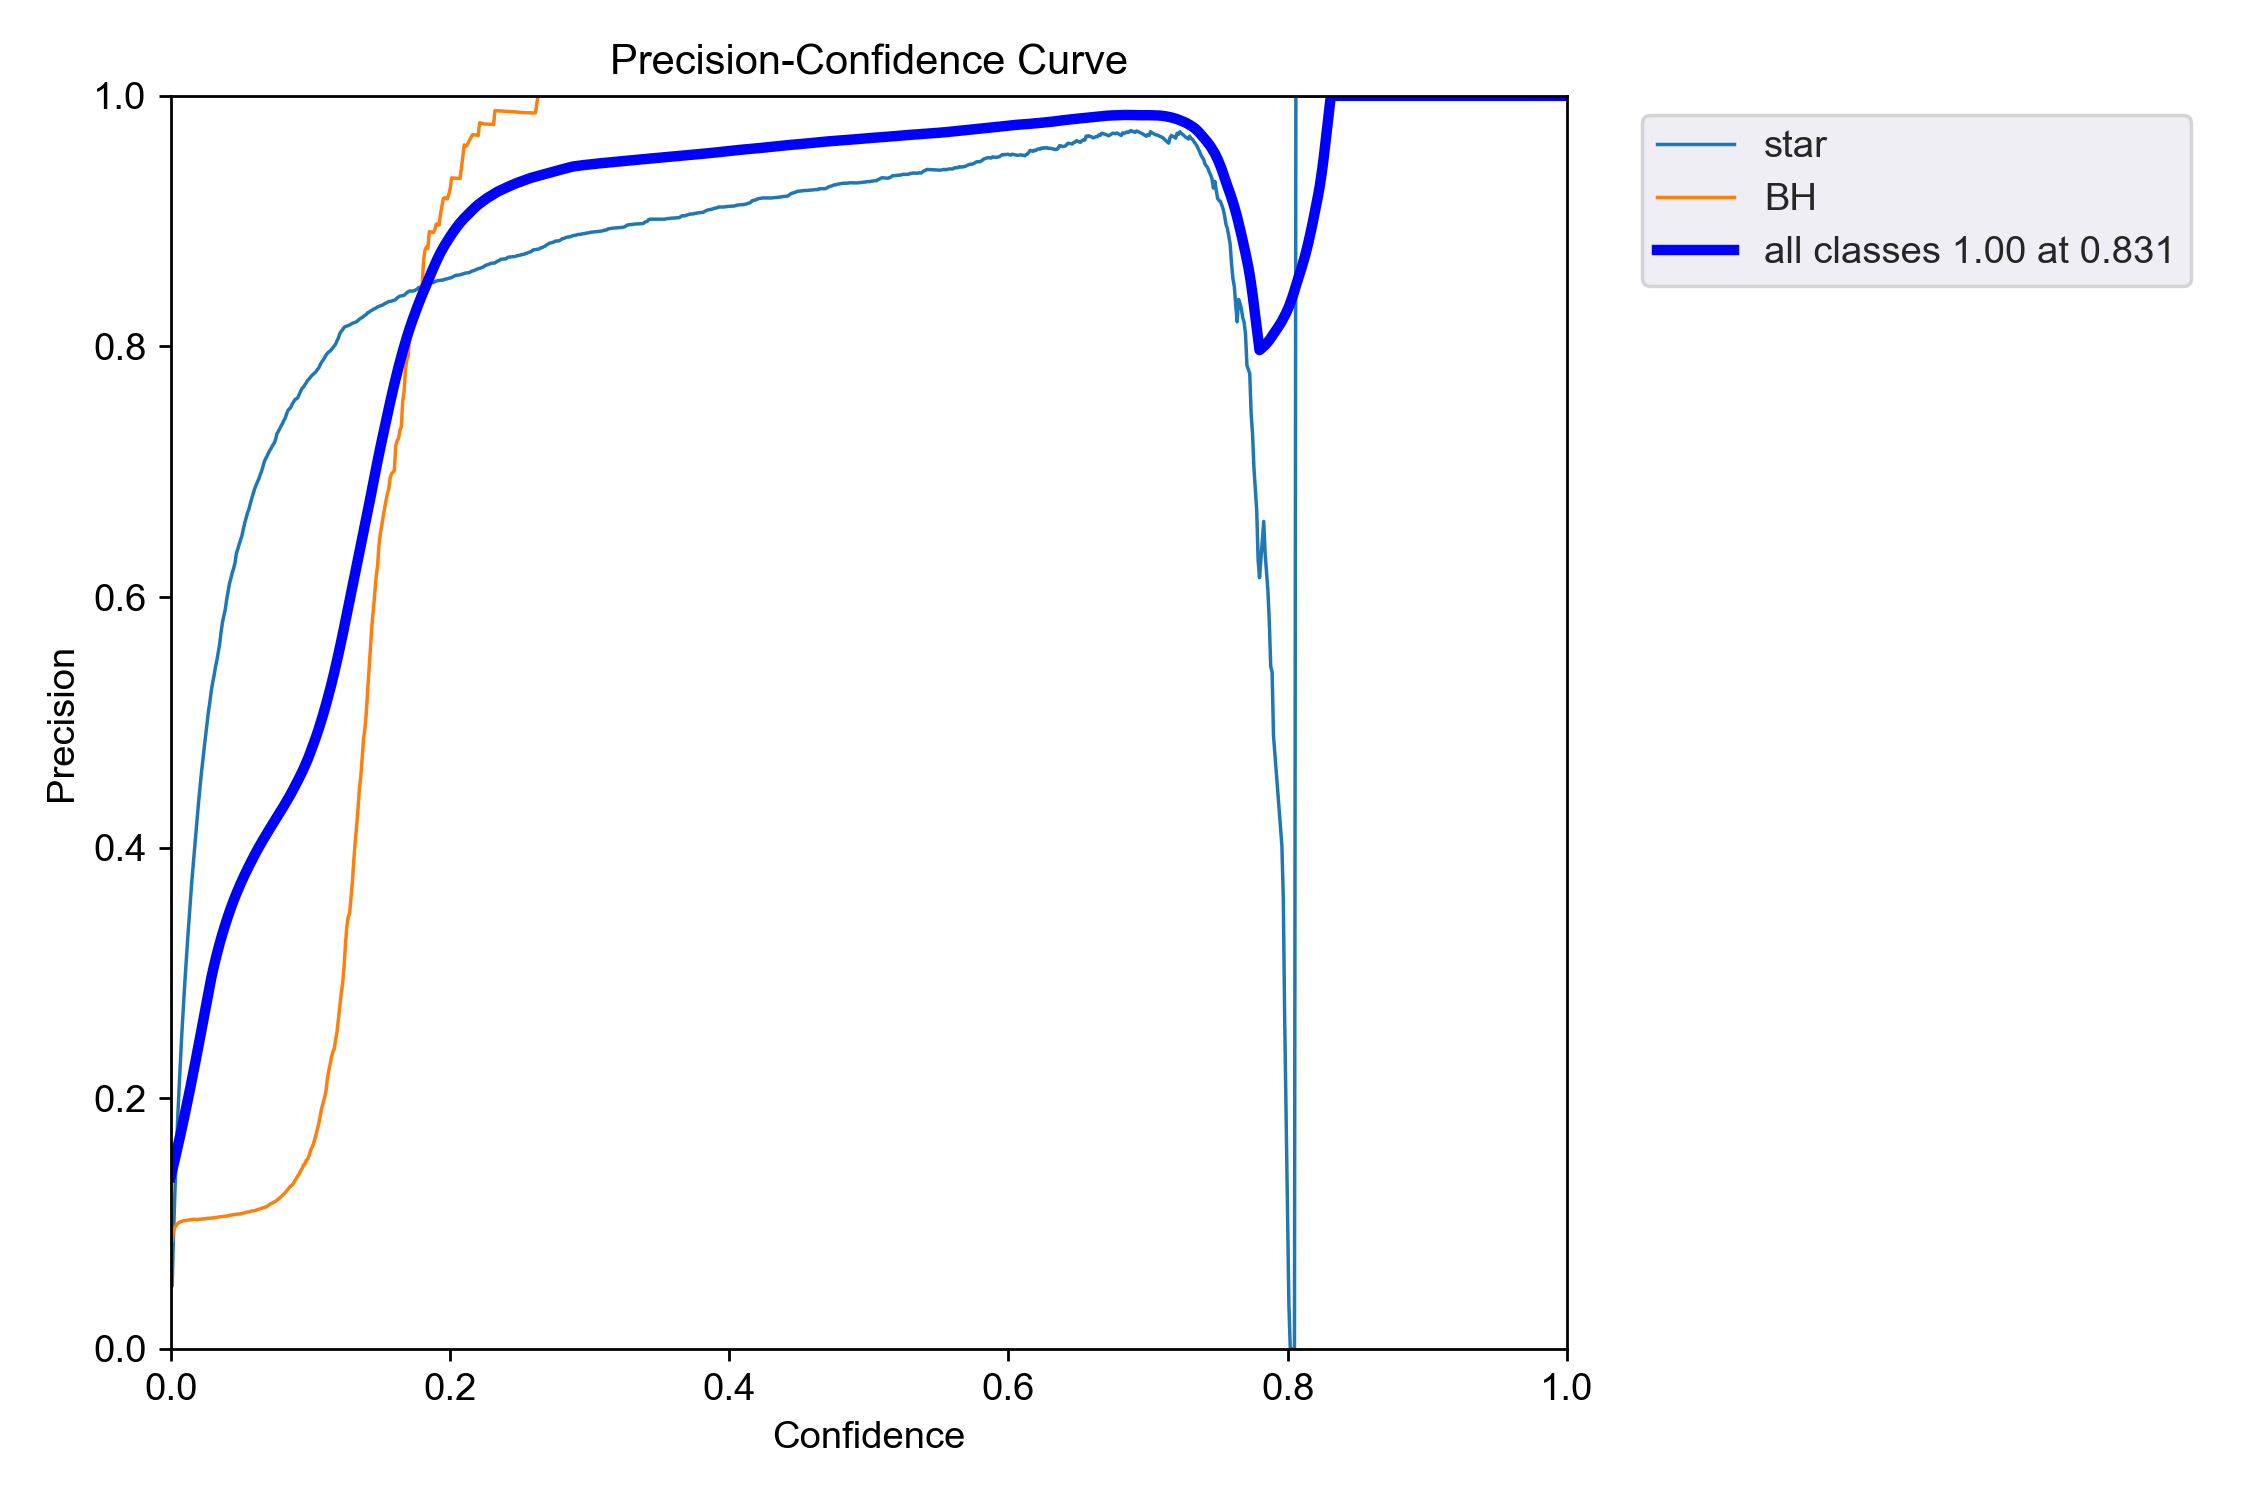 Precision-Confidence Curve
1.0
0.8
0.6
0.4
0.2
0.0
Precision
0.0 0.2 0.4 0.6 0.8 1.0
Confidence
star
BH
all classes 1.00 at 0.831